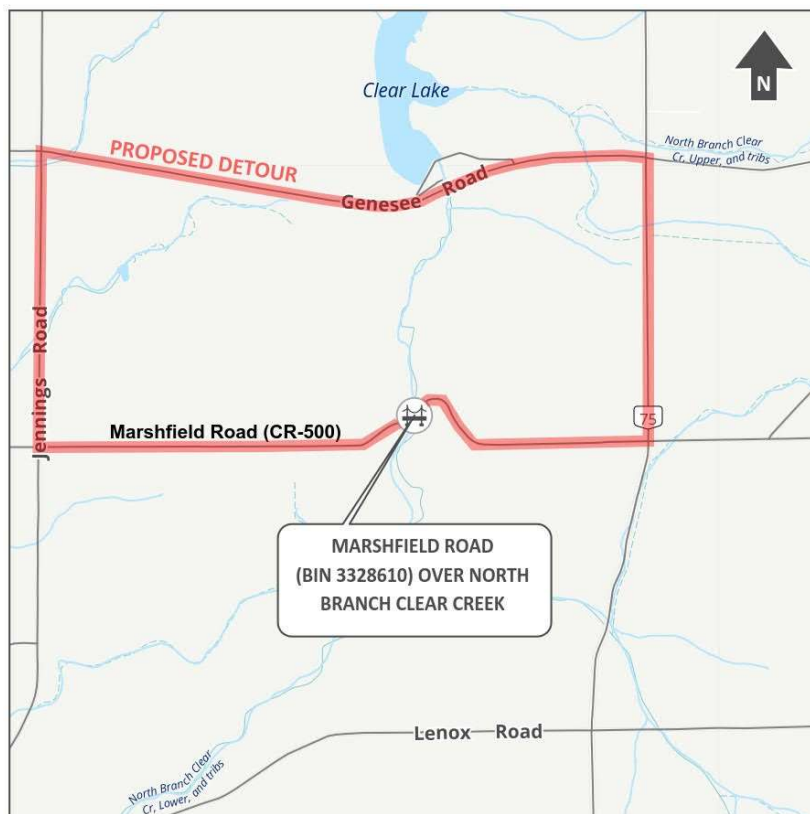 Clear Lake
N
PROPOSED DETOUR
North Branch Clear
Cr, Upper, and tribs
Genesee Road
Jennings Road
75
Marshfield Road (CR-500)
MARSHFIELD ROAD
(BIN 3328610) OVER NORTH
BRANCH CLEAR CREEK
Lenox Road
North Branch Clear
Cr, Lower, and tribs